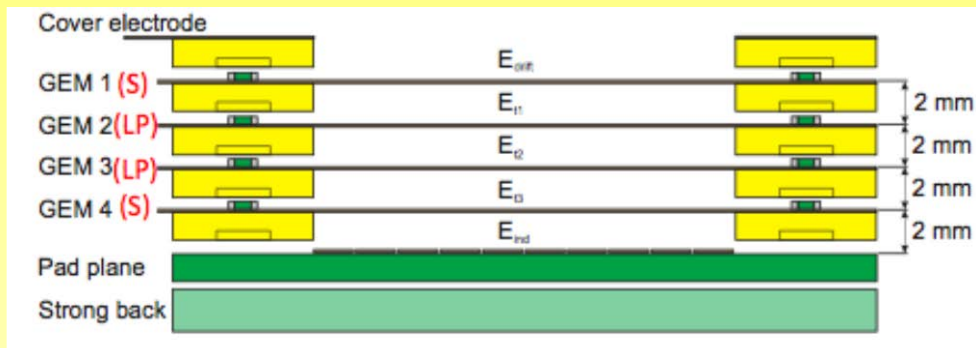 Cover electrode
E_drift
GEM 1 (S)
E_t1
2 mm
GEM 2 (LP)
E_t2
2 mm
GEM 3 (LP)
E_t3
2 mm
GEM 4 (S)
E_ind
2 mm
Pad plane
Strong back